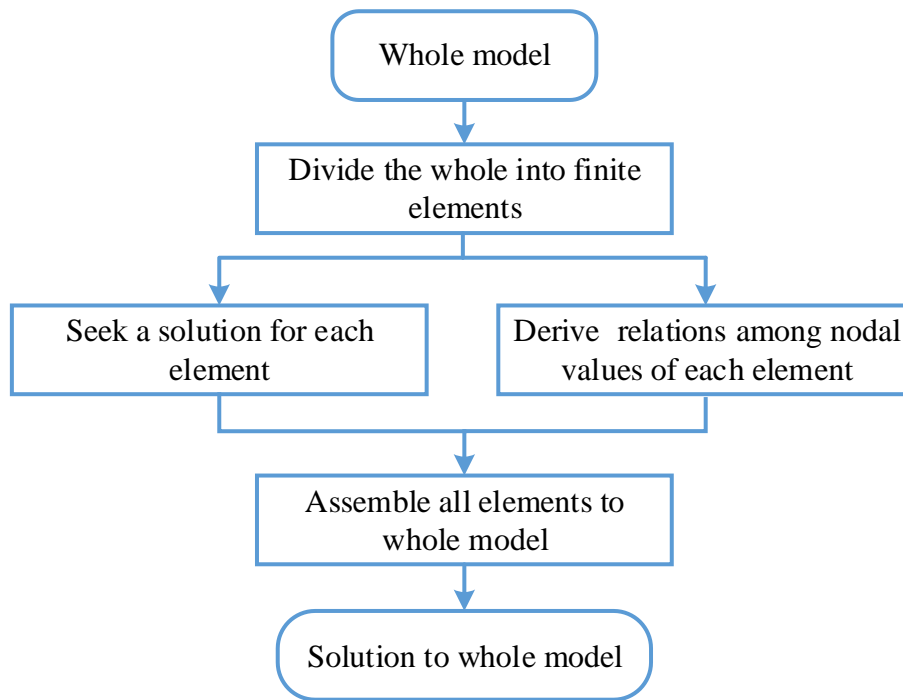 Whole model
Divide the whole into finite
elements
Seek a solution for each
element
Derive relations among nodal
values of each element
Assemble all elements to
whole model
Solution to whole model